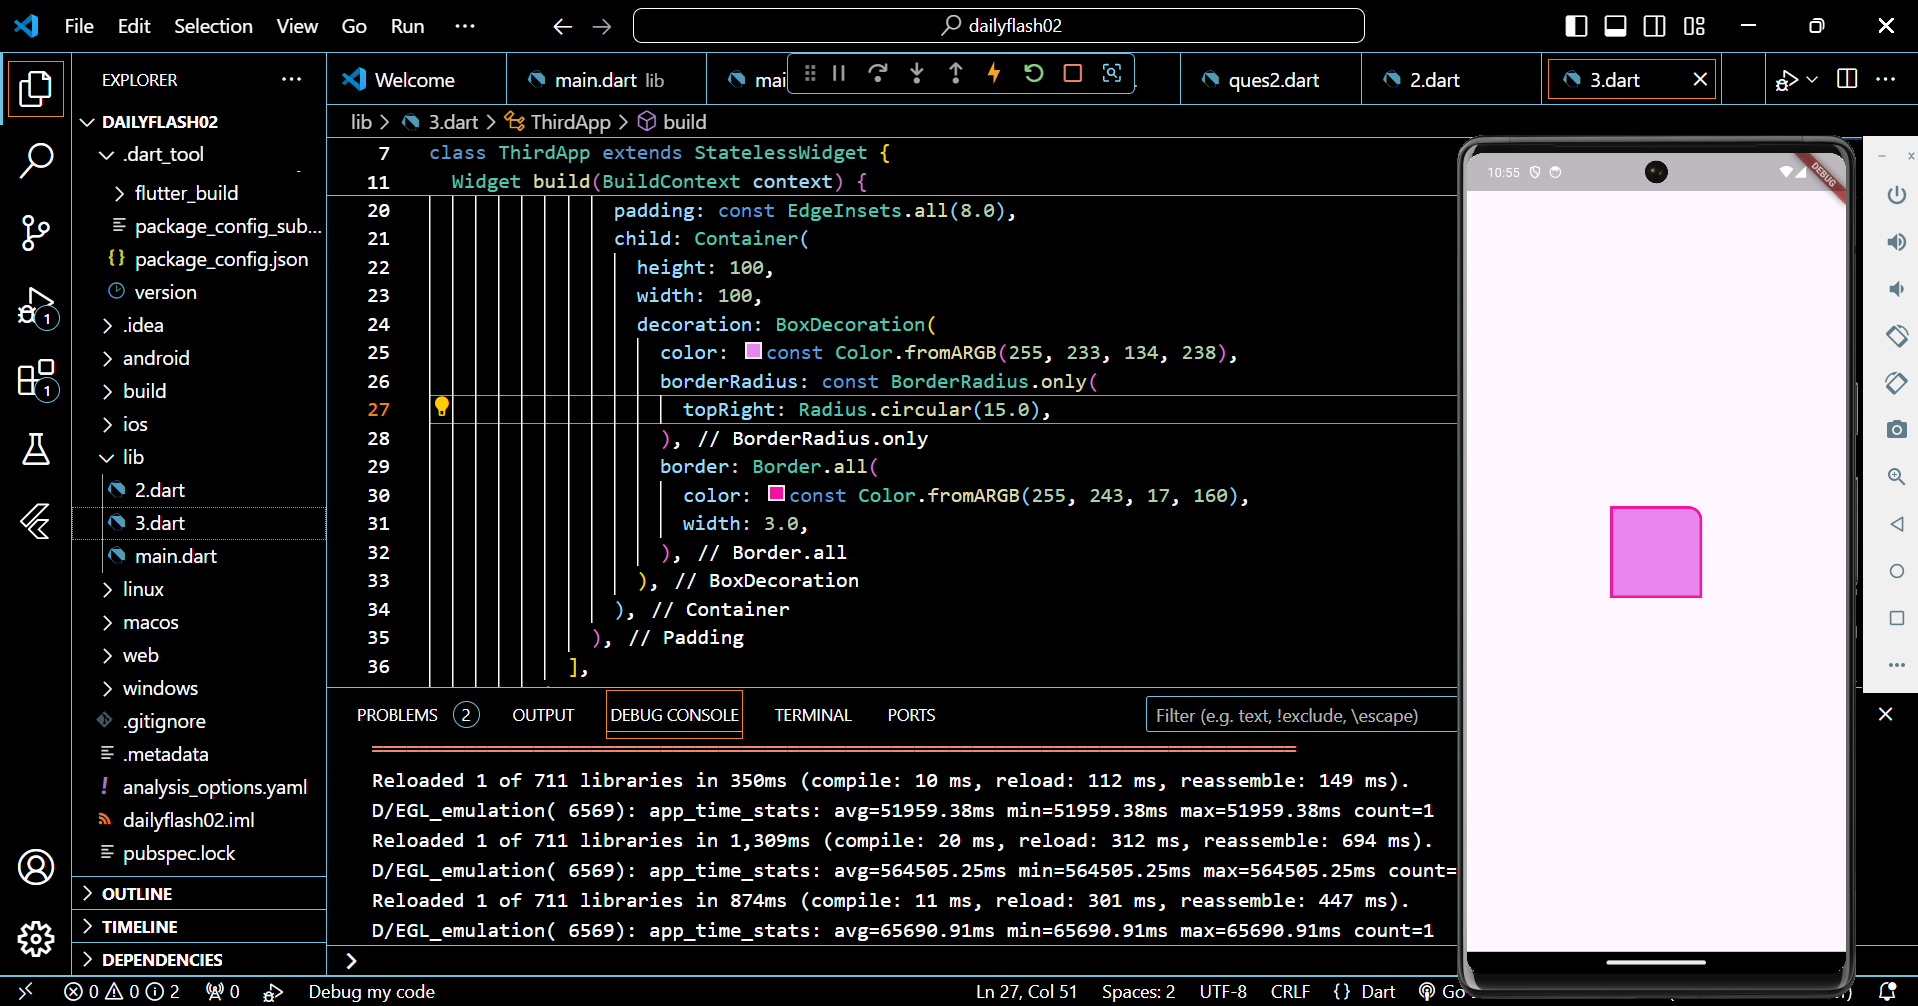 File Edit Selection View Go Run ··· dailyflash02
EXPLORER ···
Welcome main.dart lib mai ques2.dart 2.dart 3.dart
DAILYFLASH02
.dart_tool
flutter_build
package_config_sub...
package_config.json
version
.idea
android
build
ios
lib
2.dart
3.dart
main.dart
linux
macos
web
windows
.gitignore
.metadata
analysis_options.yaml
dailyflash02.iml
pubspec.lock
OUTLINE
TIMELINE
DEPENDENCIES
1
1
lib > 3.dart > ThirdApp > build
7 class ThirdApp extends StatelessWidget {
11 Widget build(BuildContext context) {
20 padding: const EdgeInsets.all(8.0),
21 child: Container(
22 height: 100,
23 width: 100,
24 decoration: BoxDecoration(
25 color: const Color.fromARGB(255, 233, 134, 238),
26 borderRadius: const BorderRadius.only(
27 topRight: Radius.circular(15.0),
28 ), // BorderRadius.only
29 border: Border.all(
30 color: const Color.fromARGB(255, 243, 17, 160),
31 width: 3.0,
32 ), // Border.all
33 ), // BoxDecoration
34 ), // Container
35 ), // Padding
36 ],
10:55
DEBUG
PROBLEMS 2 OUTPUT DEBUG CONSOLE TERMINAL PORTS Filter (e.g. text, !exclude, \escape)
Reloaded 1 of 711 libraries in 350ms (compile: 10 ms, reload: 112 ms, reassemble: 149 ms).
D/EGL_emulation( 6569): app_time_stats: avg=51959.38ms min=51959.38ms max=51959.38ms count=1
Reloaded 1 of 711 libraries in 1,309ms (compile: 20 ms, reload: 312 ms, reassemble: 694 ms).
D/EGL_emulation( 6569): app_time_stats: avg=564505.25ms min=564505.25ms max=564505.25ms count=
Reloaded 1 of 711 libraries in 874ms (compile: 11 ms, reload: 301 ms, reassemble: 447 ms).
D/EGL_emulation( 6569): app_time_stats: avg=65690.91ms min=65690.91ms max=65690.91ms count=1
>
0 0 2 0 Debug my code Ln 27, Col 51 Spaces: 2 UTF-8 CRLF {} Dart Go